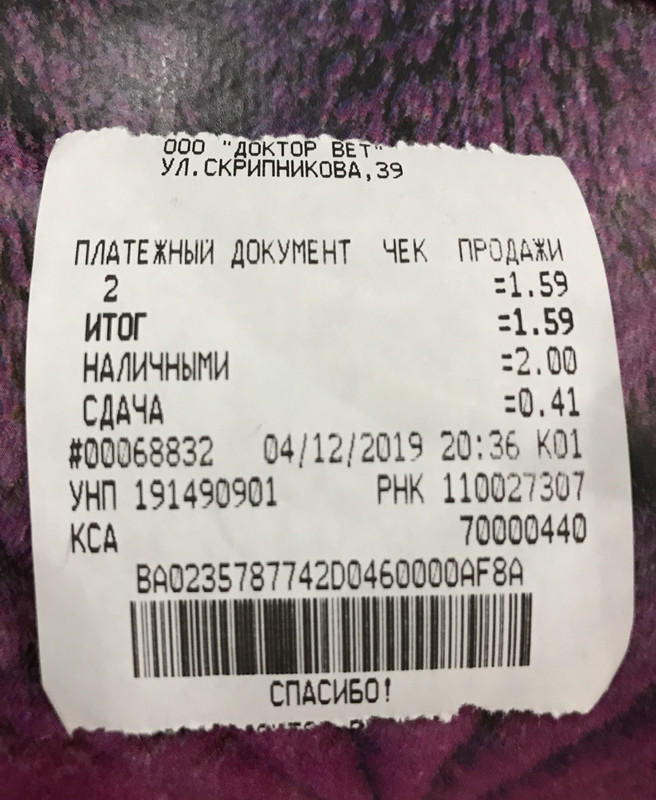 ООО "ДОКТОР ВЕТ"
УЛ.СКРИПНИКОВА,39
ПЛАТЕЖНЫЙ ДОКУМЕНТ ЧЕК ПРОДАЖИ
2 =1.59
ИТОГ =1.59
НАЛИЧНЫМИ =2.00
СДАЧА =0.41
#00068832 04/12/2019 20:36 К01
УНП 191490901 РНК 110027307
КСА 70000440
BA0235787742D0460000AF8A
СПАСИБО!